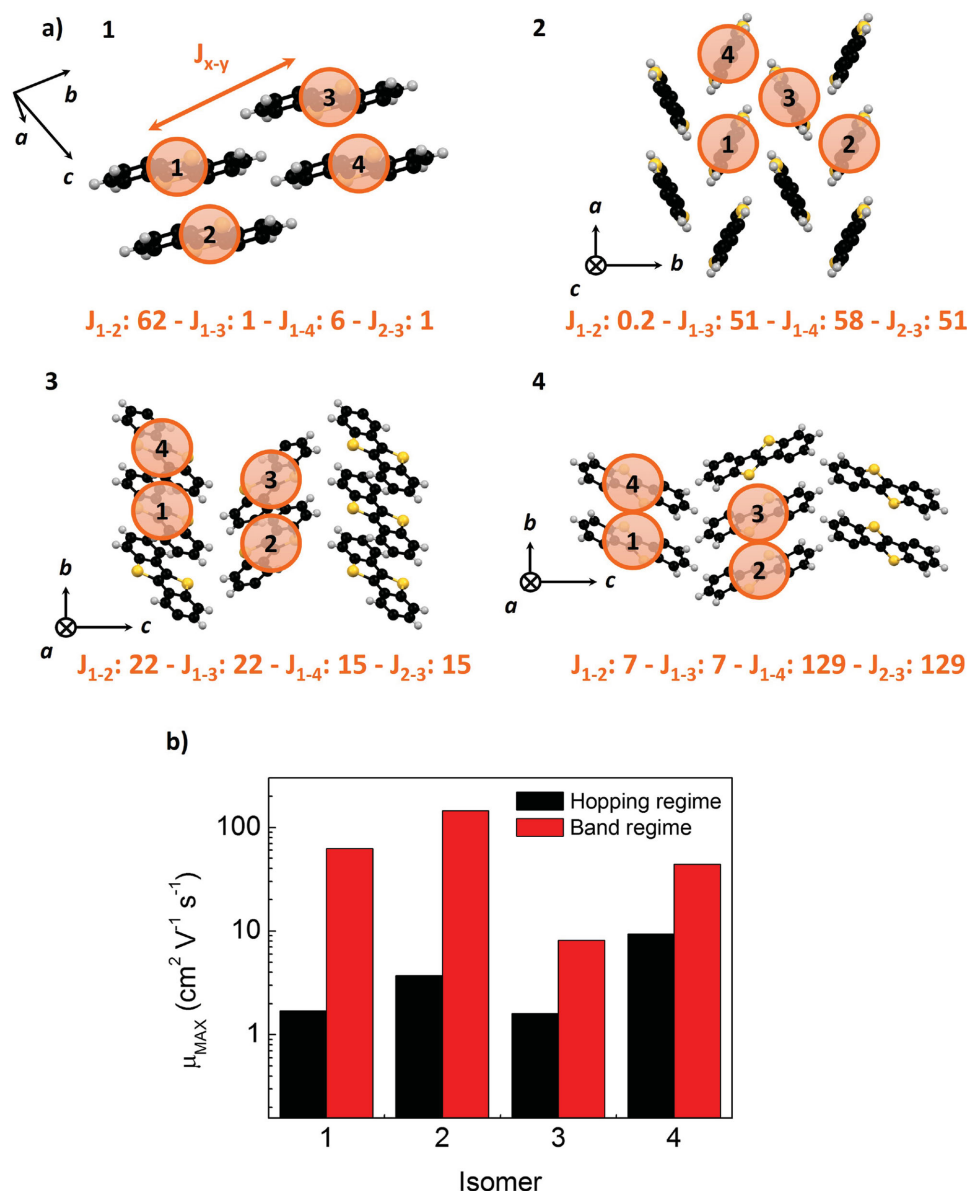 a)
1
2
J x-y
b
a
c
3
1
4
2
4
3
1
2
a
c
b
J1-2: 62 - J1-3: 1 - J1-4: 6 - J2-3: 1
J1-2: 0.2 - J1-3: 51 - J1-4: 58 - J2-3: 51
3
4
4
3
1
2
b
a
c
4
3
1
2
b
a
c
J1-2: 22 - J1-3: 22 - J1-4: 15 - J2-3: 15
J1-2: 7 - J1-3: 7 - J1-4: 129 - J2-3: 129
b)
Hopping regime
Band regime
100
10
1
μMAX (cm² V⁻¹ s⁻¹)
1
2
3
4
Isomer